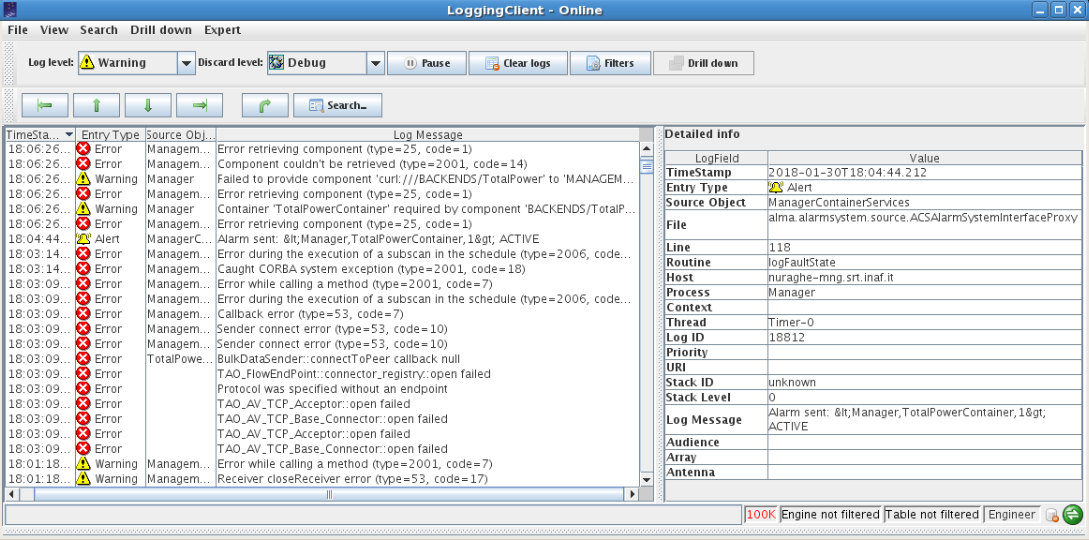 LoggingClient - Online
File View Search Drill down Expert
Log level: Warning Discard level: Debug Pause Clear logs Filters Drill down
Search...
TimeSta... Entry Type Source Obj... Log Message
18:06:26... Error Managem... Error retrieving component (type=25, code=1)
18:06:26... Error Managem... Component couldn't be retrieved (type=2001, code=14)
18:06:26... Warning Manager Failed to provide component 'curl:///BACKENDS/TotalPower' to 'MANAGEM...
18:06:26... Error Managem... Error retrieving component (type=25, code=1)
18:06:26... Warning Manager Container 'TotalPowerContainer' required by component 'BACKENDS/TotalP...
18:06:26... Error Managem... Error retrieving component (type=25, code=1)
18:04:44... Alert ManagerC... Alarm sent: &lt;Manager,TotalPowerContainer,1&gt; ACTIVE
18:03:14... Error Managem... Error during the execution of a subscan in the schedule (type=2006, code...
18:03:14... Error Managem... Caught CORBA system exception (type=2001, code=18)
18:03:09... Error Managem... Error while calling a method (type=2001, code=7)
18:03:09... Error Managem... Error during the execution of a subscan in the schedule (type=2006, code...
18:03:09... Error Managem... Callback error (type=53, code=7)
18:03:09... Error Managem... Sender connect error (type=53, code=10)
18:03:09... Error Managem... Sender connect error (type=53, code=10)
18:03:09... Error TotalPowe... BulkDataSender::connectToPeer callback null
18:03:09... Error TAO_FlowEndPoint::connector_registry::open failed
18:03:09... Error Protocol was specified without an endpoint
18:03:09... Error TAO_AV_TCP_Acceptor::open failed
18:03:09... Error TAO_AV_TCP_Base_Connector::open failed
18:03:09... Error TAO_AV_TCP_Acceptor::open failed
18:03:09... Error TAO_AV_TCP_Base_Connector::open failed
18:01:18... Warning Managem... Error while calling a method (type=2001, code=7)
18:01:18... Warning Managem... Receiver closeReceiver error (type=53, code=17)
Detailed info
LogField Value
TimeStamp 2018-01-30T18:04:44.212
Entry Type Alert
Source Object ManagerContainerServices
File alma.alarmsystem.source.ACSAlarmSystemInterfaceProxy
Line 118
Routine logFaultState
Host nuraghe-mng.srt.inaf.it
Process Manager
Context
Thread Timer-0
Log ID 18812
Priority
URI
Stack ID unknown
Stack Level 0
Log Message Alarm sent: &lt;Manager,TotalPowerContainer,1&gt;
ACTIVE
Audience
Array
Antenna
100K Engine not filtered Table not filtered Engineer